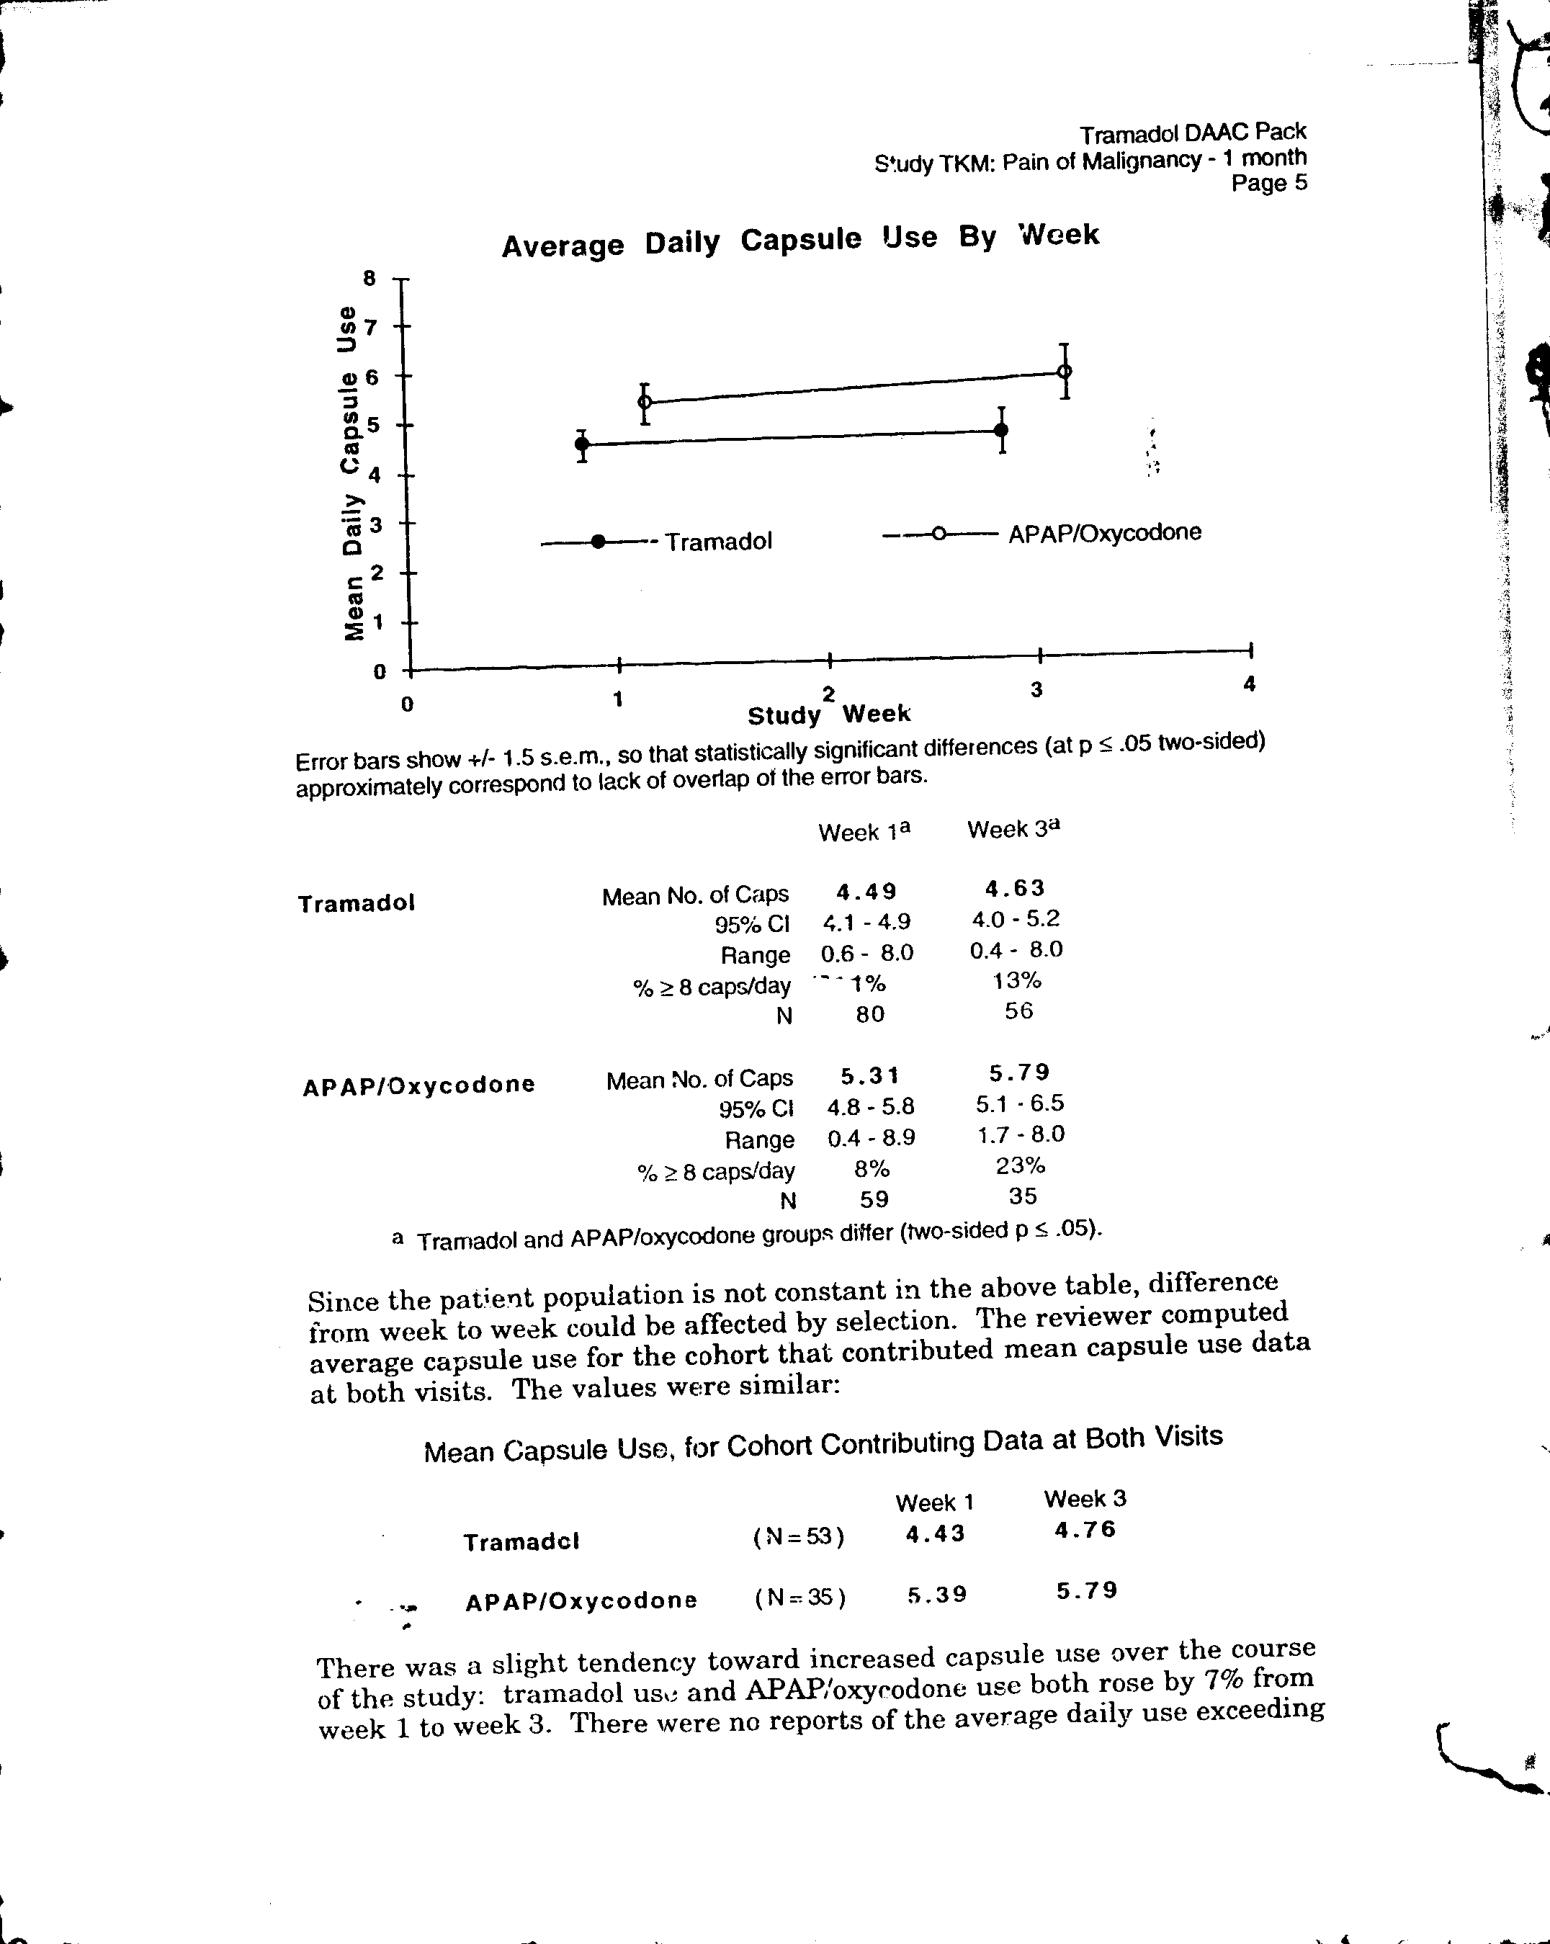 Tramadol DAAC Pack
Study TKM: Pain of Malignancy - 1 month
Page 5
Average Daily Capsule Use By Week
Mean Daily Capsule Use
8
7
6
5
4
3
2
1
0
Tramadol
APAP/Oxycodone
0 1 2 3 4
Study Week
Error bars show +/- 1.5 s.e.m., so that statistically significant differences (at p ≤ .05 two-sided)
approximately correspond to lack of overlap of the error bars.
Week 1a Week 3a
Tramadol Mean No. of Caps 4.49 4.63
95% CI 4.1 - 4.9 4.0 - 5.2
Range 0.6 - 8.0 0.4 - 8.0
% ≥ 8 caps/day 1% 13%
N 80 56
APAP/Oxycodone Mean No. of Caps 5.31 5.79
95% CI 4.8 - 5.8 5.1 - 6.5
Range 0.4 - 8.9 1.7 - 8.0
% ≥ 8 caps/day 8% 23%
N 59 35
a Tramadol and APAP/oxycodone groups differ (two-sided p ≤ .05).
Since the patient population is not constant in the above table, difference
from week to week could be affected by selection. The reviewer computed
average capsule use for the cohort that contributed mean capsule use data
at both visits. The values were similar:
Mean Capsule Use, for Cohort Contributing Data at Both Visits
Week 1 Week 3
Tramadol (N=53) 4.43 4.76
APAP/Oxycodone (N=35) 5.39 5.79
There was a slight tendency toward increased capsule use over the course
of the study: tramadol use and APAP/oxycodone use both rose by 7% from
week 1 to week 3. There were no reports of the average daily use exceeding